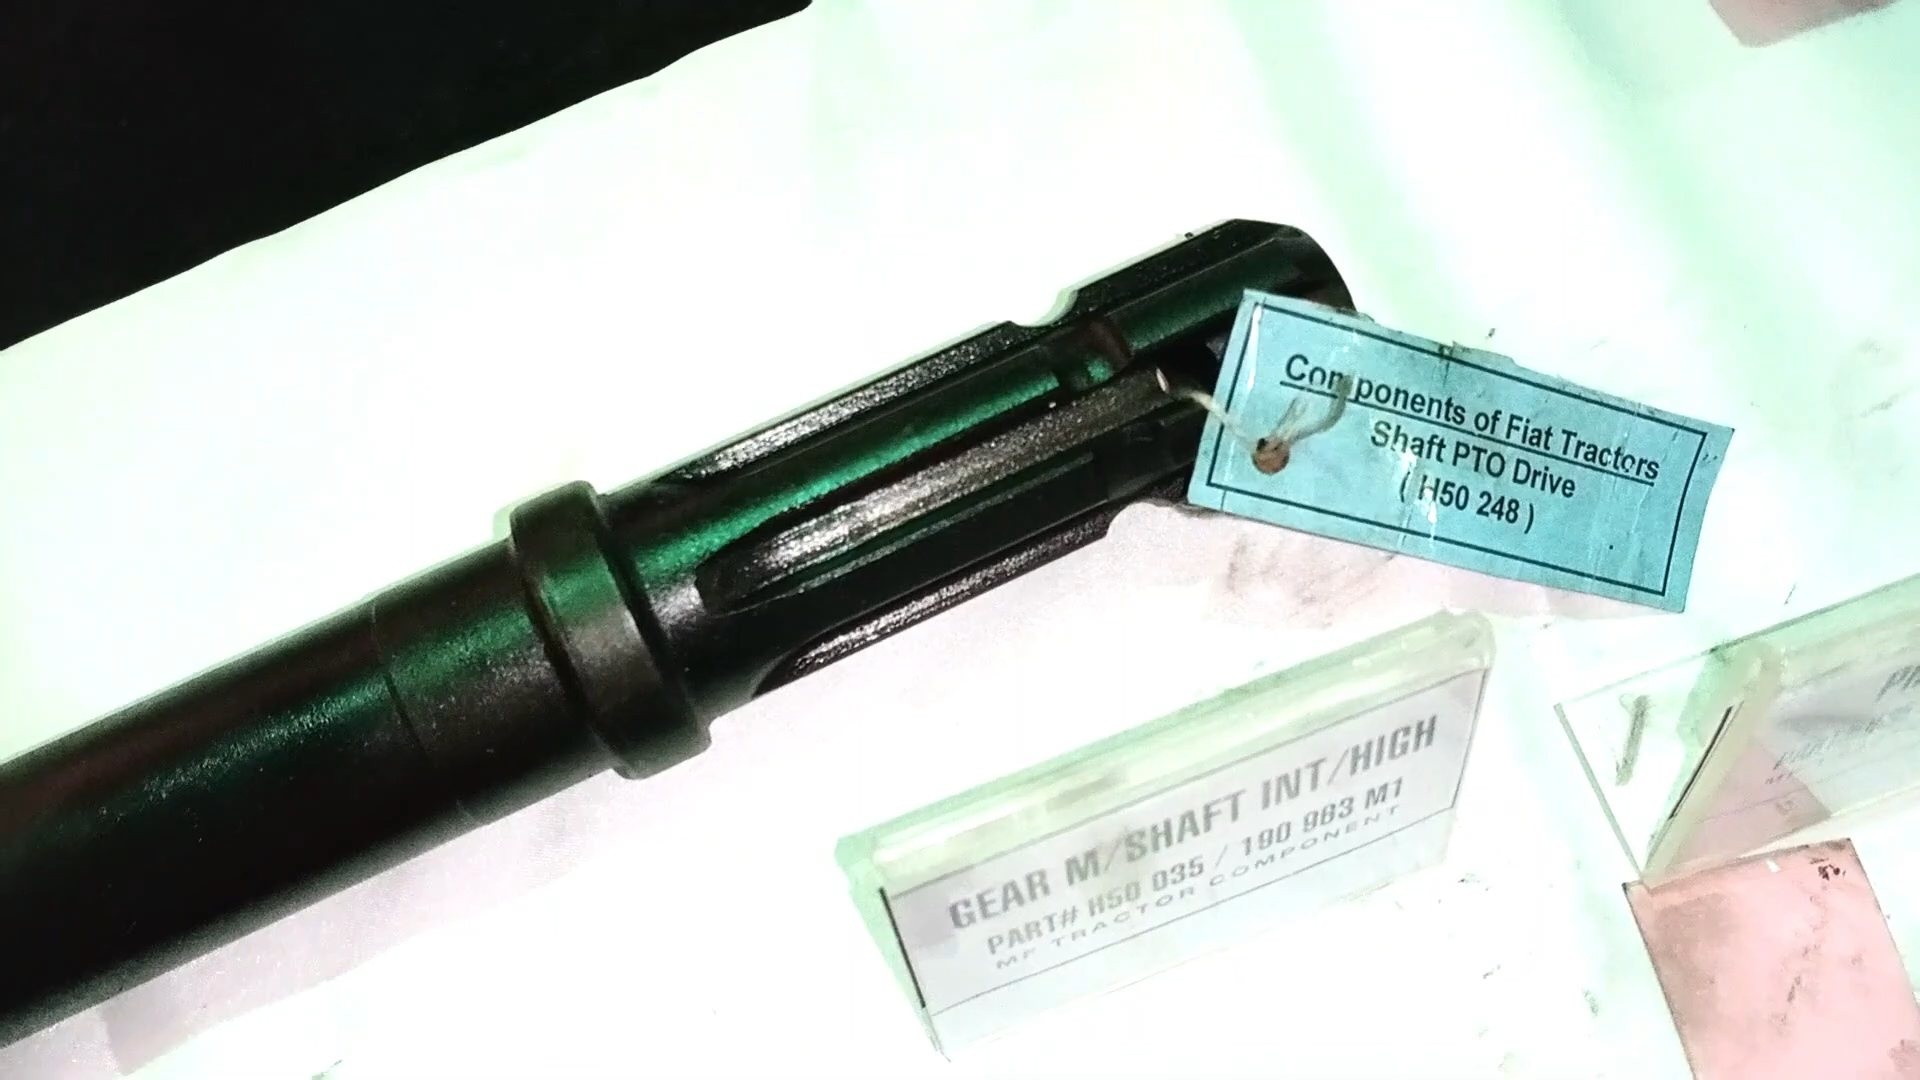 Components of Fiat Tractors
Shaft PTO Drive
( H50 248 )
GEAR M/SHAFT INT/HIGH
PART# H50 035 / 190 963 M1
MF TRACTOR COMPONENT